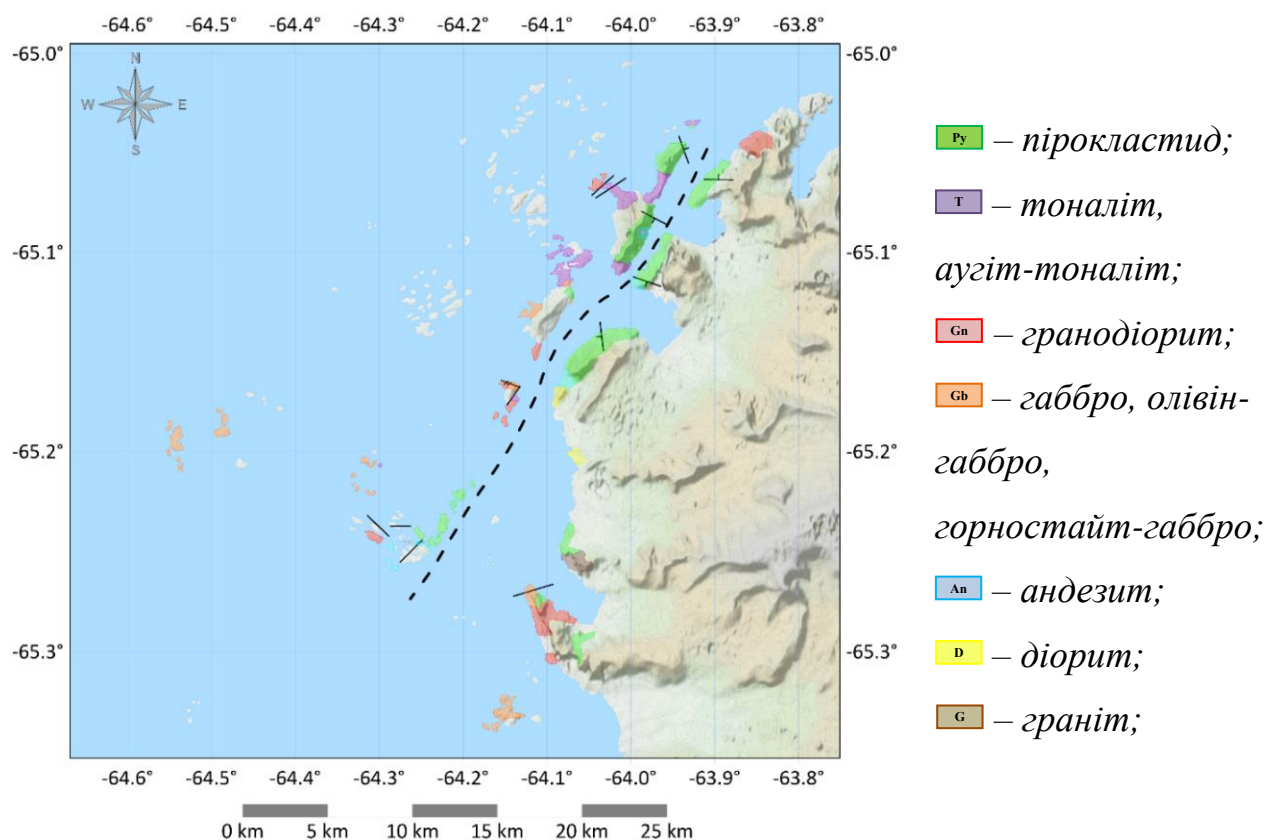 -64.6° -64.5° -64.4° -64.3° -64.2° -64.1° -64.0° -63.9° -63.8°
-65.0° -65.0°
N
W E
S
-65.1° -65.1°
-65.2° -65.2°
-65.3° -65.3°
-64.6° -64.5° -64.4° -64.3° -64.2° -64.1° -64.0° -63.9° -63.8°
0 km 5 km 10 km 15 km 20 km 25 km
Py – пірокластид;
T – тоналіт,
аугіт-тоналіт;
Gn – гранодіорит;
Gb – габбро, олівін-
габбро,
горностайт-габбро;
An – андезит;
D – діорит;
G – граніт;